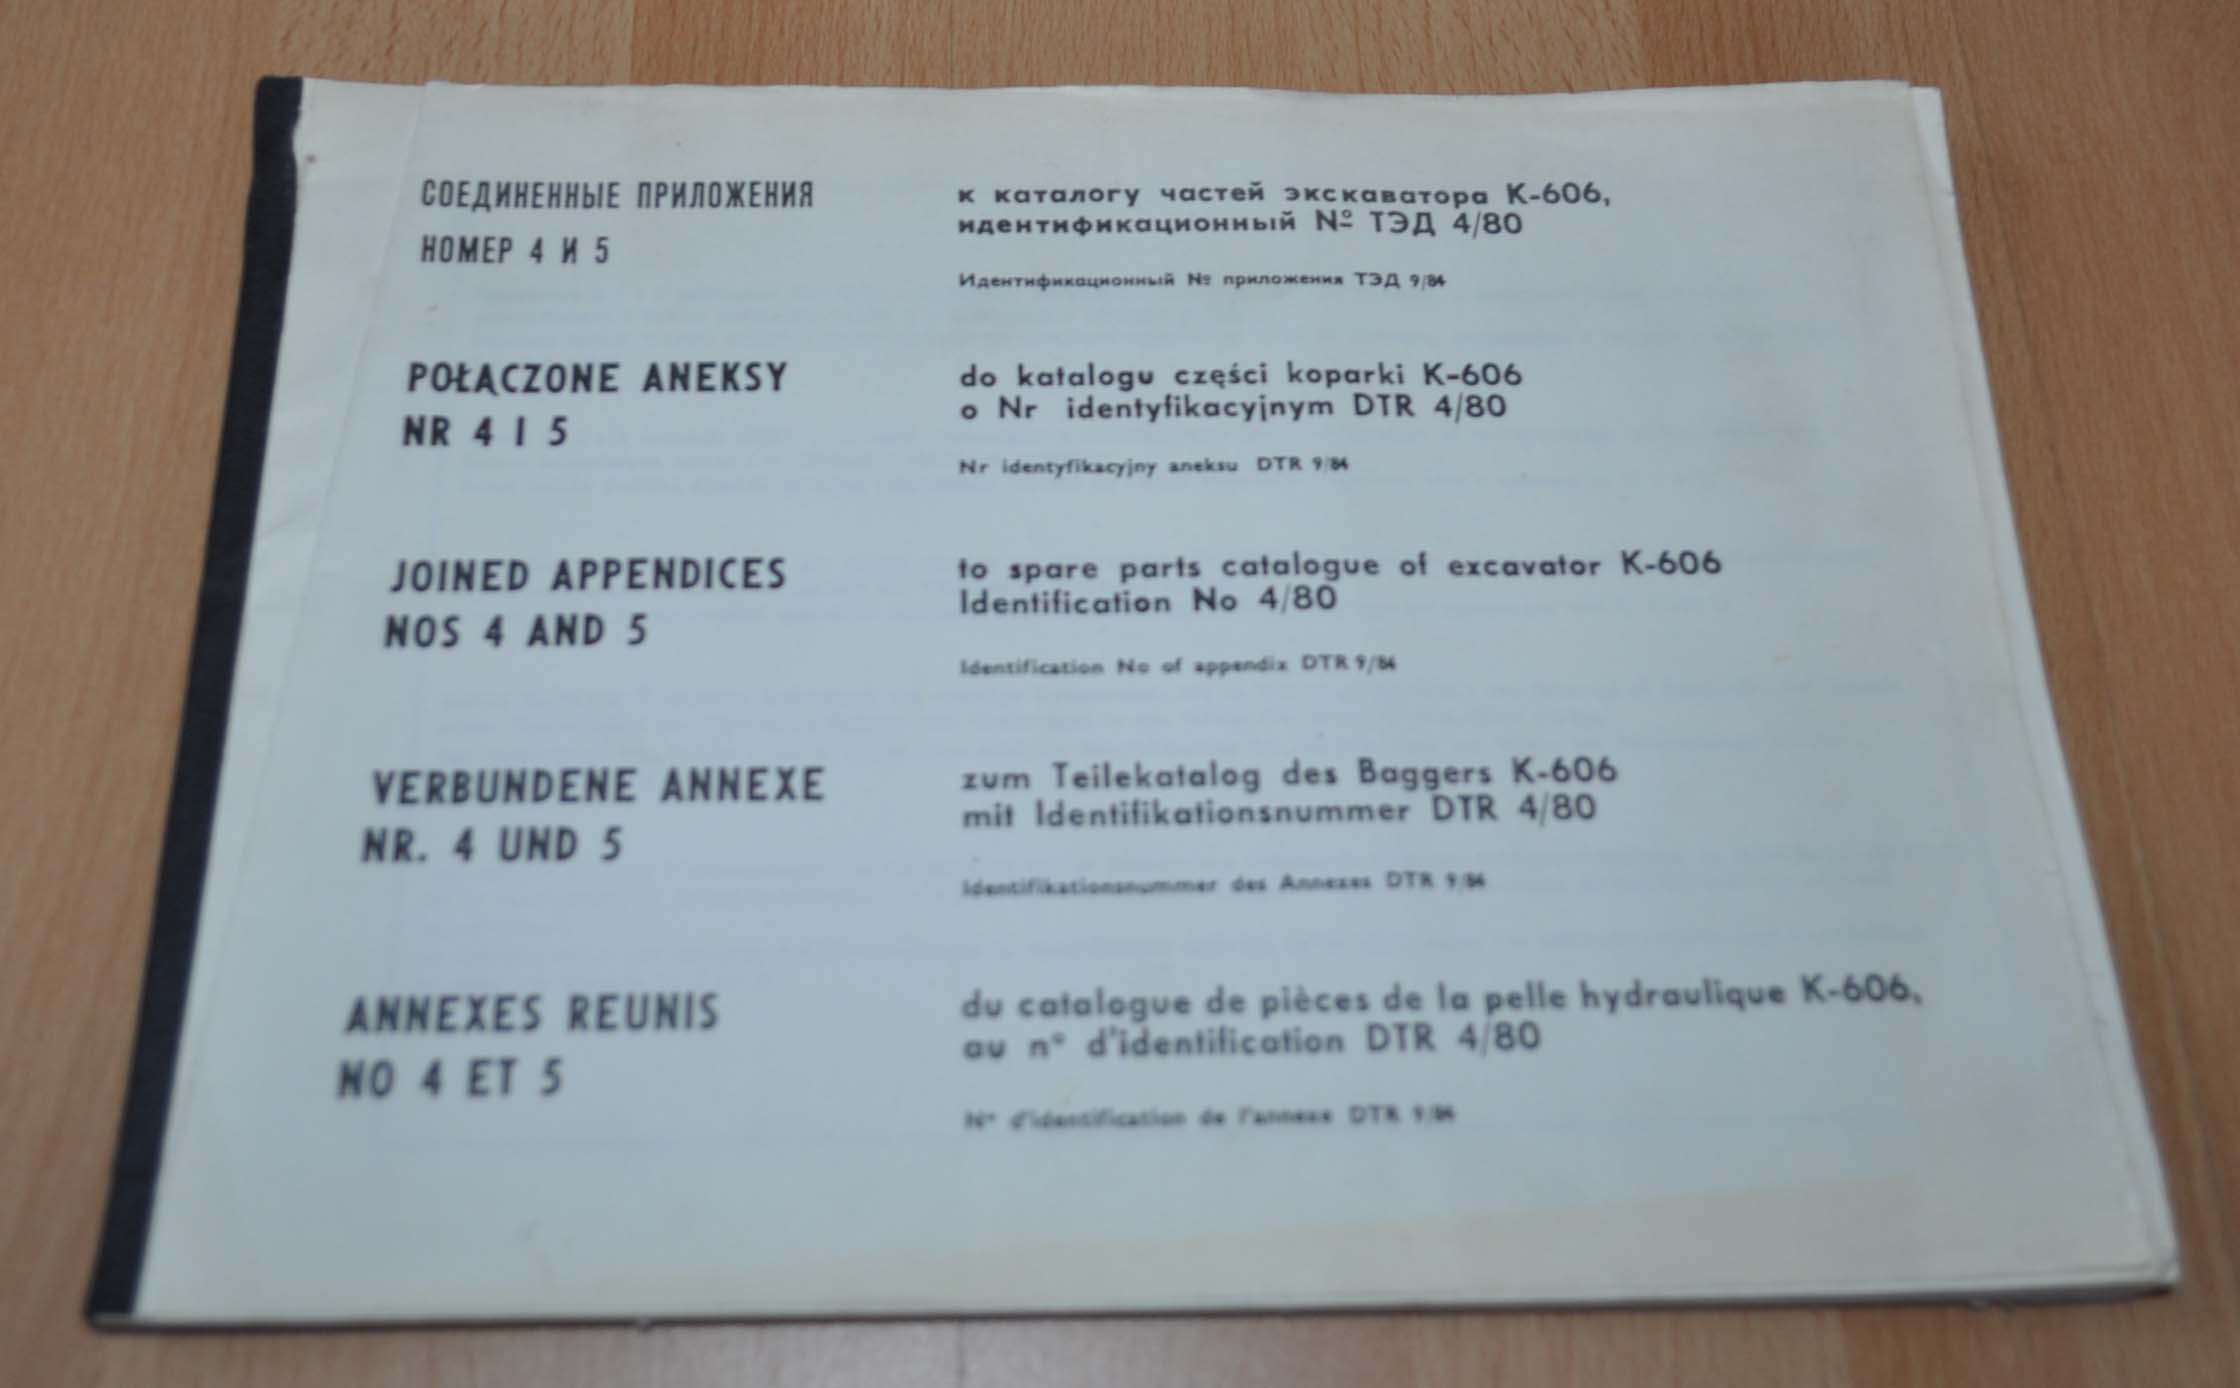 СОЕДИНЕННЫЕ ПРИЛОЖЕНИЯ
НОМЕР 4 И 5
к каталогу частей экскаватора К-606,
идентификационный № ТЭД 4/80
Идентификационный № приложения ТЭД 9/84
POŁĄCZONE ANEKSY
NR 4 I 5
do katalogu części koparki K-606
o Nr identyfikacyjnym DTR 4/80
Nr identyfikacyjny aneksu DTR 9/84
JOINED APPENDICES
NOS 4 AND 5
to spare parts catalogue of excavator K-606
Identification No 4/80
Identification No of appendix DTR 9/84
VERBUNDENE ANNEXE
NR. 4 UND 5
zum Teilekatalog des Baggers K-606
mit Identifikationsnummer DTR 4/80
Identifikationsnummer des Annexes DTR 9/84
ANNEXES REUNIS
NO 4 ET 5
du catalogue de pièces de la pelle hydraulique K-606,
au n° d'identification DTR 4/80
N° d'identification de l'annexe DTR 9/84